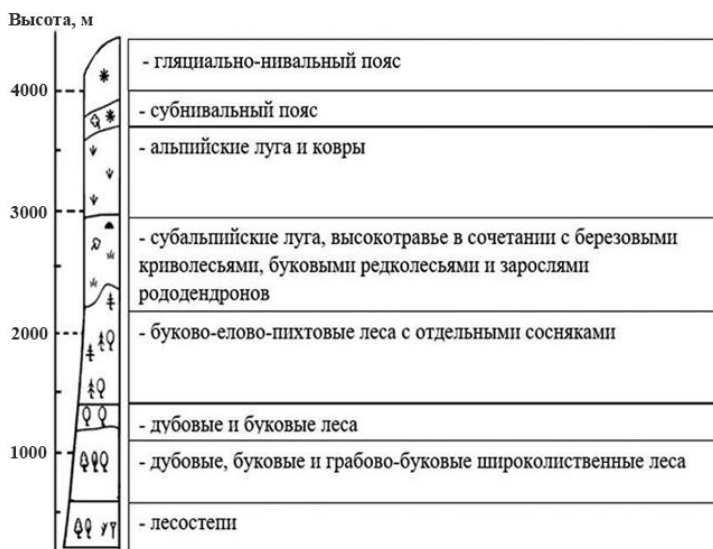 Высота, м
- гляциально-нивальный пояс
4000
- субнивальный пояс
- альпийские луга и ковры
3000
- субальпийские луга, высокотравье в сочетании с березовыми
криволесьями, буковыми редколесьями и зарослями
рододендронов
2000
- буково-елово-пихтовые леса с отдельными сосняками
- дубовые и буковые леса
1000
- дубовые, буковые и грабово-буковые широколиственные леса
- лесостепи